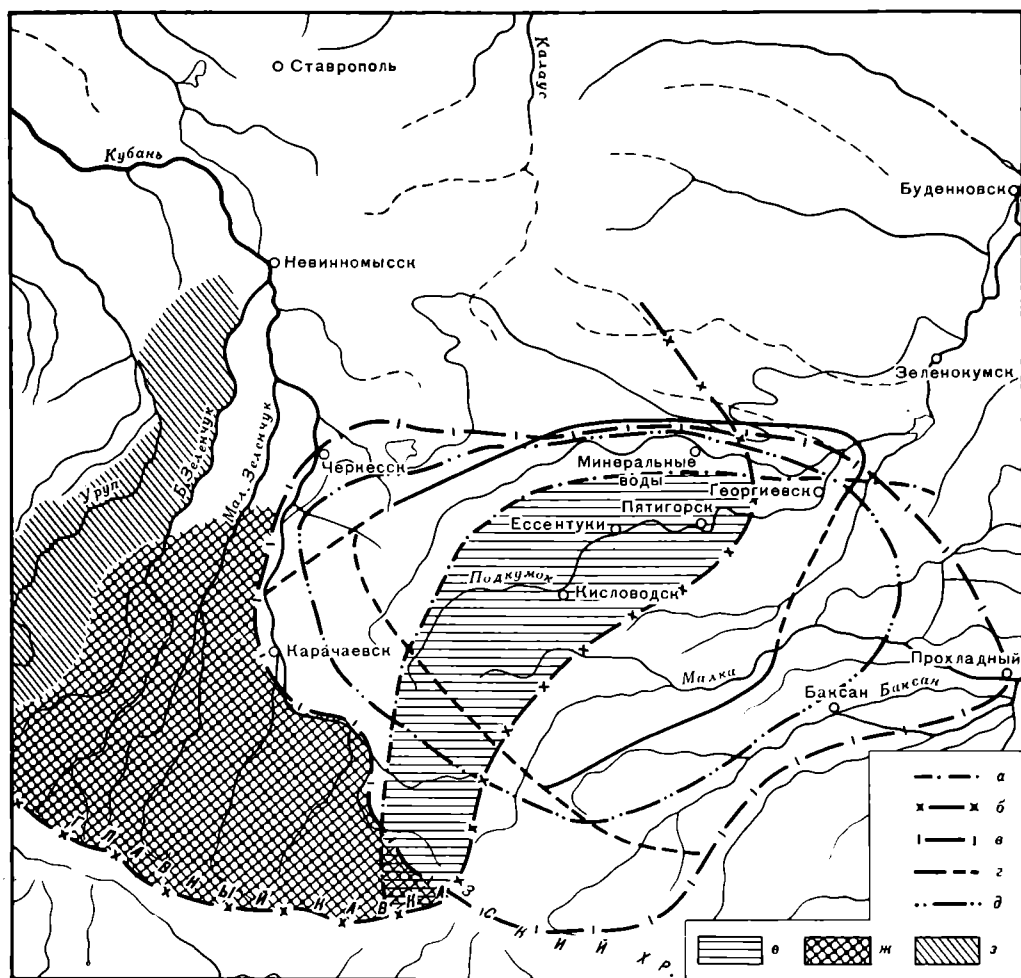 Ставрополь
Калаус
Кубань
Буденновск
Невинномысск
Зеленокумск
Б. Зеленчук
Мал. Зеленчук
Уруп
Черкесск
Минеральные
воды
Георгиевск
Пятигорск
Ессентуки
Подкумок
Кисловодск
Карачаевск
Малка
Прохладный
Баксан
Баксан
ГЛАВНЫЙ КАВКАЗСКИЙ ХР.
а
б
в
г
д
е
ж
з